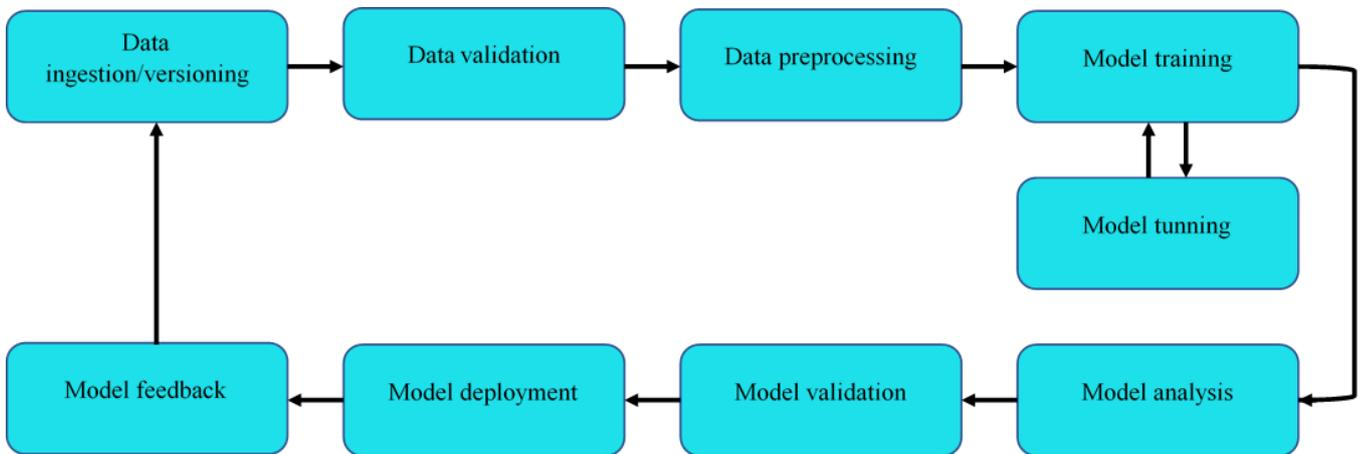 Data
ingestion/versioning
Data validation
Data preprocessing
Model training
Model tunning
Model feedback
Model deployment
Model validation
Model analysis